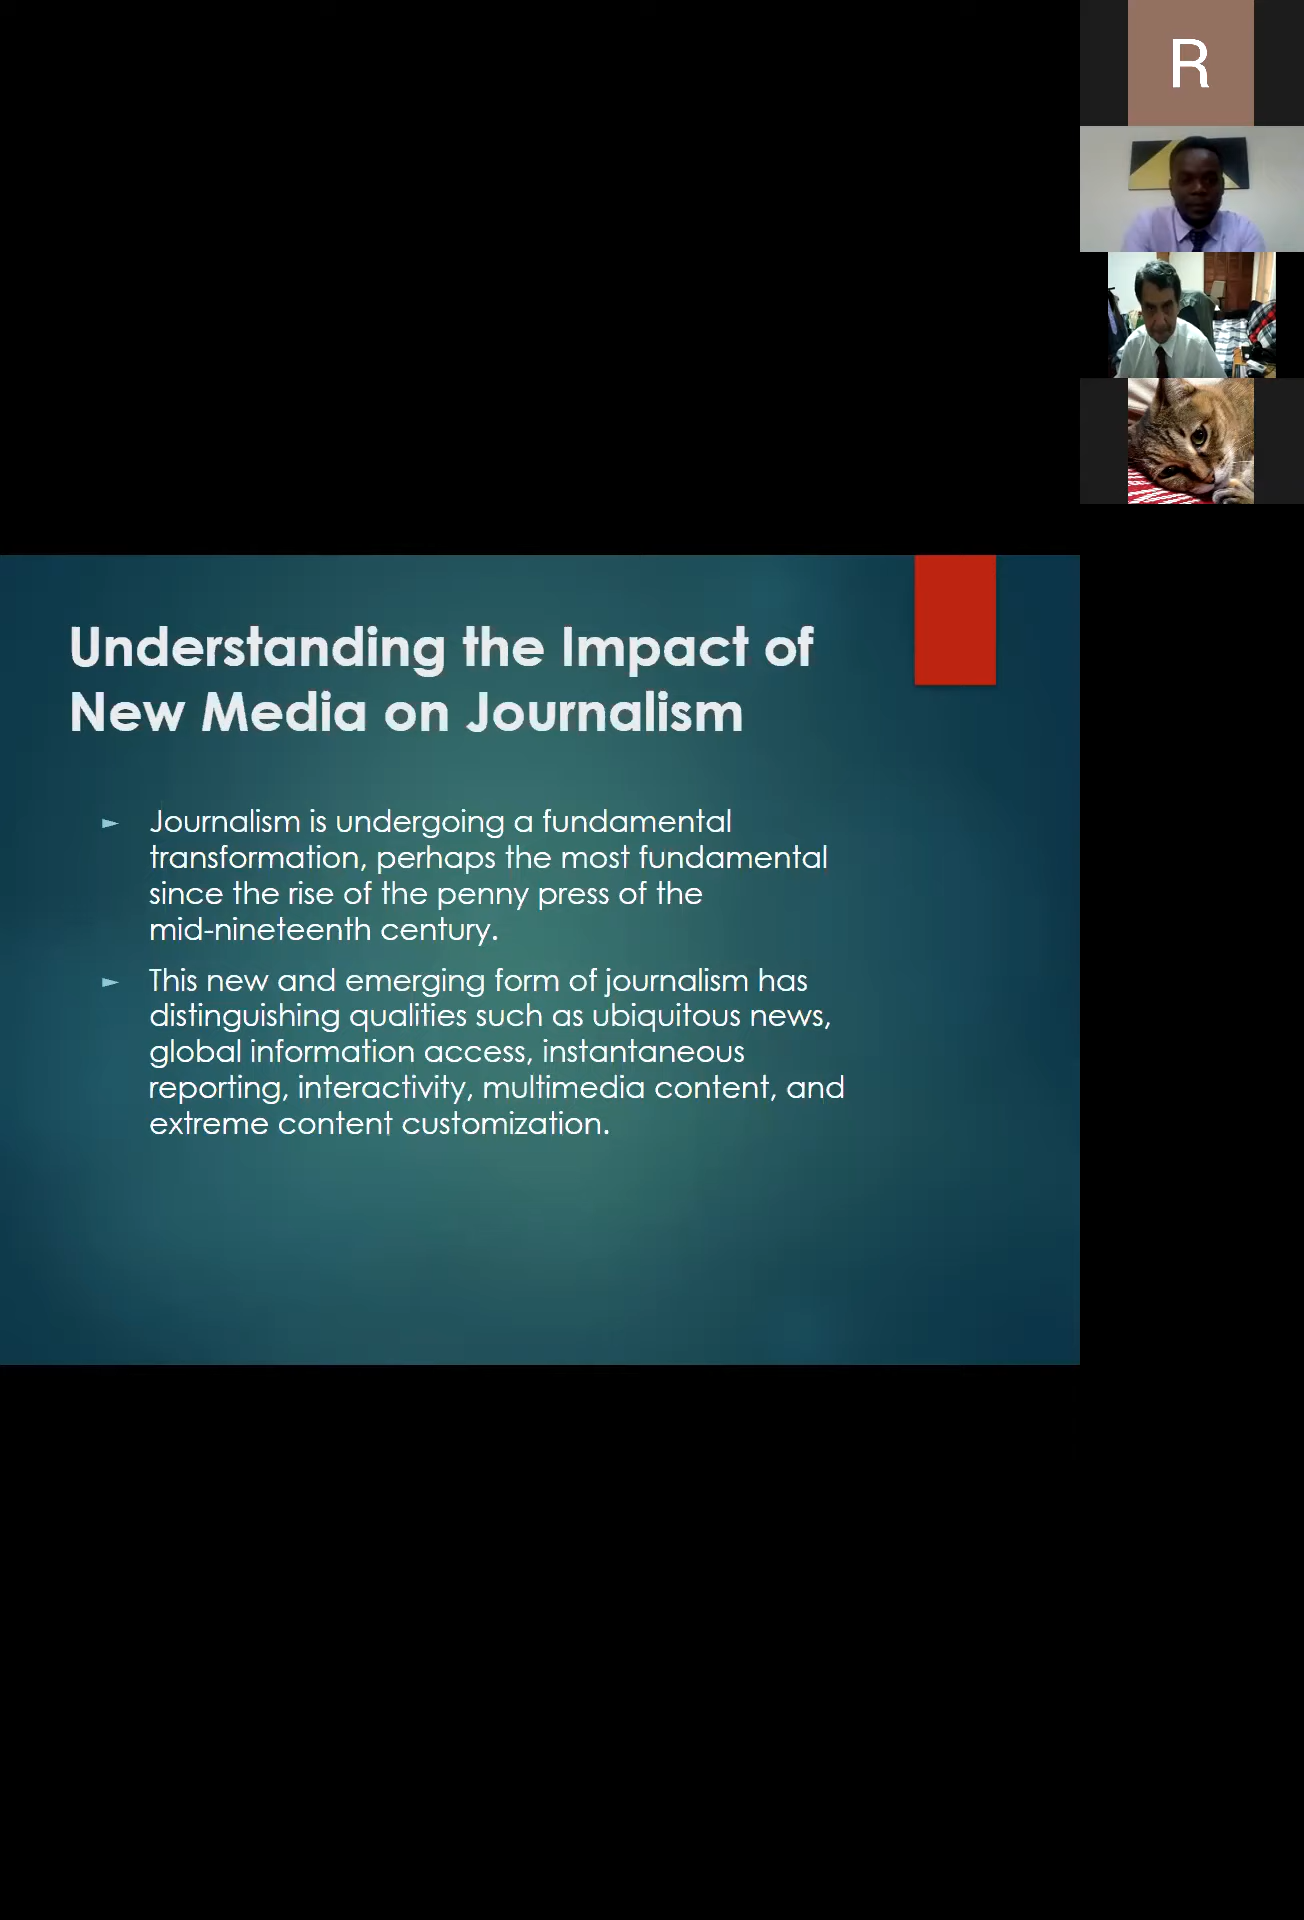 R
Understanding the Impact of
New Media on Journalism
► Journalism is undergoing a fundamental
transformation, perhaps the most fundamental
since the rise of the penny press of the
mid-nineteenth century.
► This new and emerging form of journalism has
distinguishing qualities such as ubiquitous news,
global information access, instantaneous
reporting, interactivity, multimedia content, and
extreme content customization.